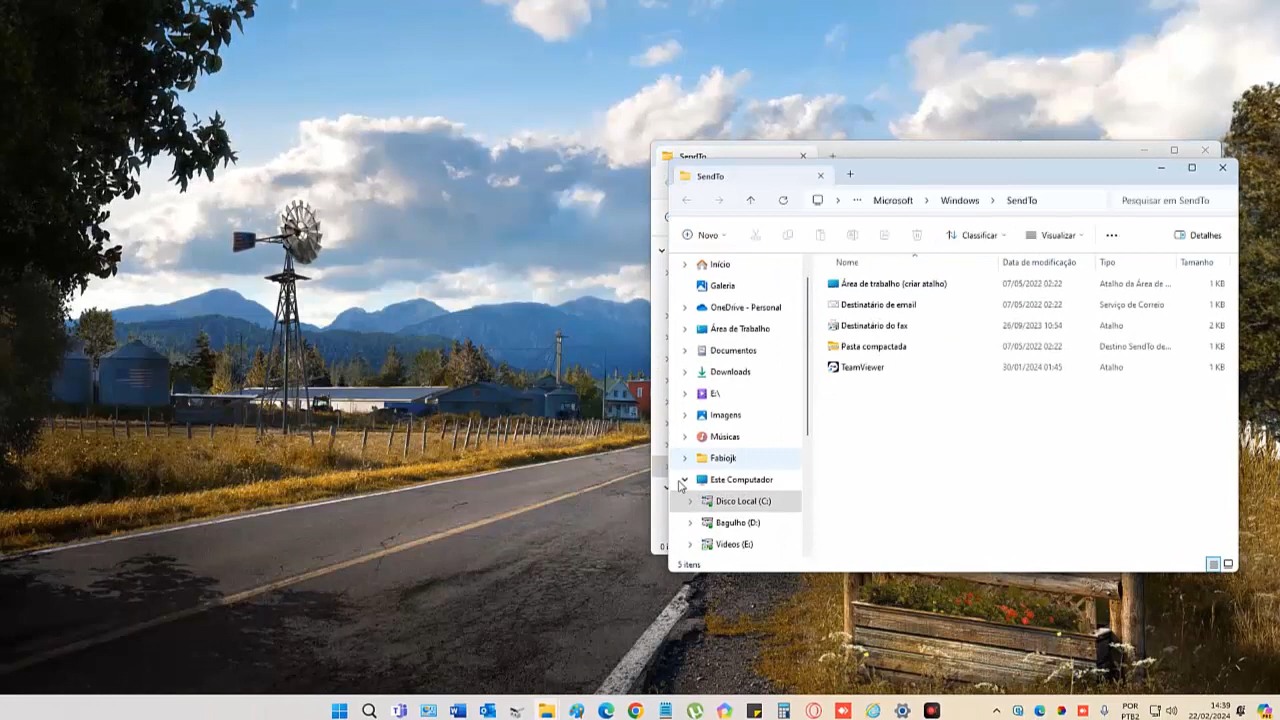 SendTo
SendTo
Microsoft
Windows
SendTo
Pesquisar em SendTo
Novo
Classificar
Visualizar
Detalhes
Nome
Data de modificação
Tipo
Tamanho
Início
Galeria
OneDrive - Personal
Área de Trabalho
Documentos
Downloads
E:\
Imagens
Músicas
Fabiojk
Este Computador
Disco Local (C:)
Bagulho (D:)
Videos (E:)
Área de trabalho (criar atalho) 07/05/2022 02:22 Atalho da Área de ... 1 KB
Destinatário de email 07/05/2022 02:22 Serviço de Correio 1 KB
Destinatário do fax 26/09/2023 10:54 Atalho 2 KB
Pasta compactada 07/05/2022 02:22 Destino SendTo de... 1 KB
TeamViewer 30/01/2024 01:45 Atalho 1 KB
5 itens
POR
PTB2
14:39
22/02/2024